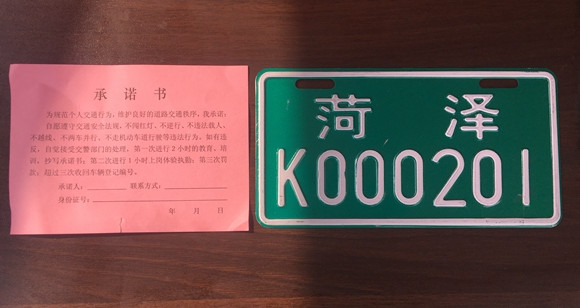 承 诺 书
为规范个人交通行为，维护良好的道路交通秩序，我承诺：
自愿遵守交通安全法规，不闯红灯、不逆行、不违法载人、
不越线、不两车并行、不走机动车道行驶等违法行为。如有违
反，自觉接受交警部门的处理。第一次进行2小时的教育、培
训、抄写承诺书；第二次进行1小时上岗体验执勤；第三次罚
款；超过三次收回车辆登记编号。
承诺人：＿＿＿＿ 联系方式：＿＿＿＿＿＿
身份证号：＿＿＿＿＿＿＿＿＿＿＿＿
年 月 日
菏 泽
K000201